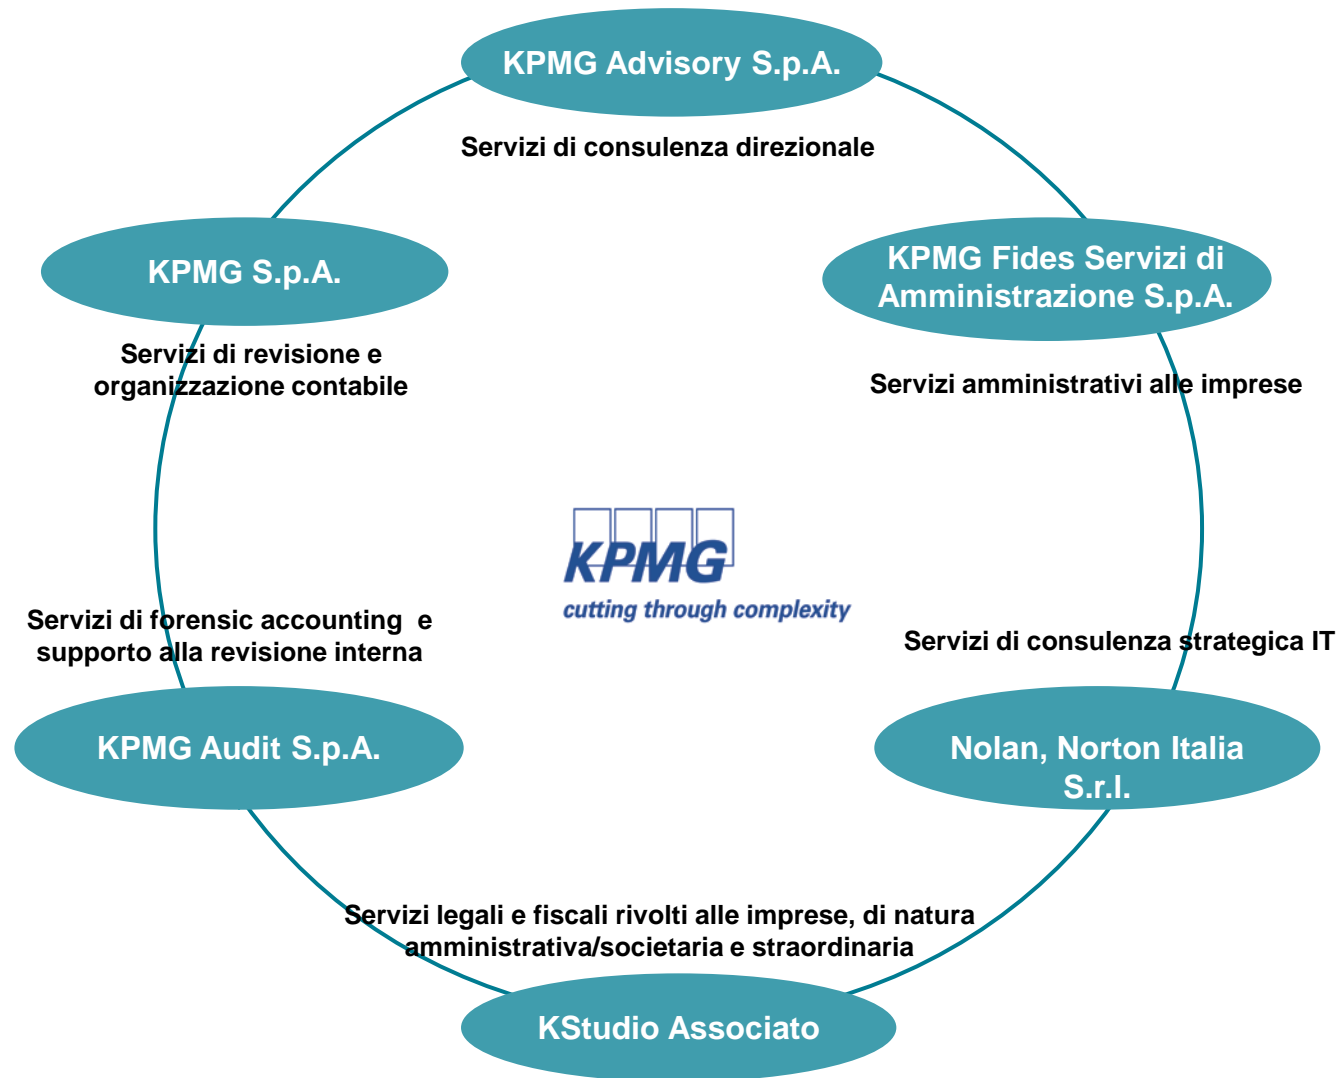 KPMG Advisory S.p.A.
Servizi di consulenza direzionale
KPMG S.p.A.
Servizi di revisione e
organizzazione contabile
KPMG Fides Servizi di
Amministrazione S.p.A.
Servizi amministrativi alle imprese
KPMG
cutting through complexity
Servizi di forensic accounting e
supporto alla revisione interna
KPMG Audit S.p.A.
Servizi di consulenza strategica IT
Nolan, Norton Italia
S.r.l.
Servizi legali e fiscali rivolti alle imprese, di natura
amministrativa/societaria e straordinaria
KStudio Associato